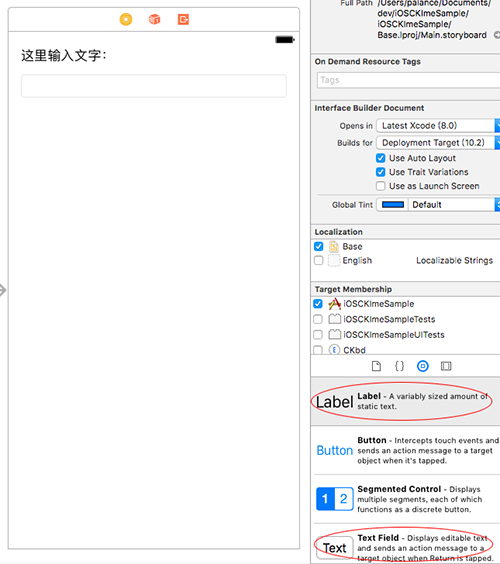 这里输入文字：
Full Path /Users/palance/Documents/
dev/iOSCKImeSample/
iOSCKImeSample/
Base.lproj/Main.storyboard
On Demand Resource Tags
Tags
Interface Builder Document
Opens in Latest Xcode (8.0)
Builds for Deployment Target (10.2)
Use Auto Layout
Use Trait Variations
Use as Launch Screen
Global Tint Default
Localization
Base
English Localizable Strings
Target Membership
iOSCKImeSample
iOSCKImeSampleTests
iOSCKImeSampleUITests
E CKbd
{ }
Label Label - A variably sized amount of
static text.
Button Button - Intercepts touch events and
sends an action message to a target
object when it's tapped.
1 2 Segmented Control - Displays
multiple segments, each of which
functions as a discrete button.
Text Text Field - Displays editable text
and sends an action message to a
target object when Return is tapped.